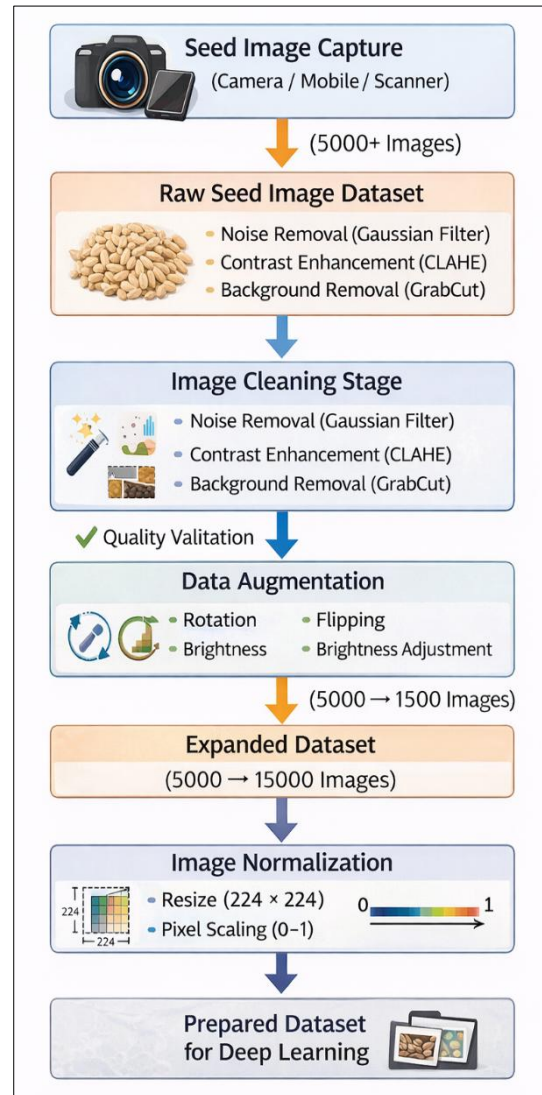 Seed Image Capture
(Camera / Mobile / Scanner)
(5000+ Images)
Raw Seed Image Dataset
• Noise Removal (Gaussian Filter)
• Contrast Enhancement (CLAHE)
• Background Removal (GrabCut)
Image Cleaning Stage
• Noise Removal (Gaussian Filter)
• Contrast Enhancement (CLAHE)
• Background Removal (GrabCut)
✓ Quality Valitation
Data Augmentation
• Rotation • Flipping
• Brightness • Brightness Adjustment
(5000 → 1500 Images)
Expanded Dataset
(5000 → 15000 Images)
Image Normalization
224
224
• Resize (224 × 224)
• Pixel Scaling (0–1)
0 1
Prepared Dataset
for Deep Learning